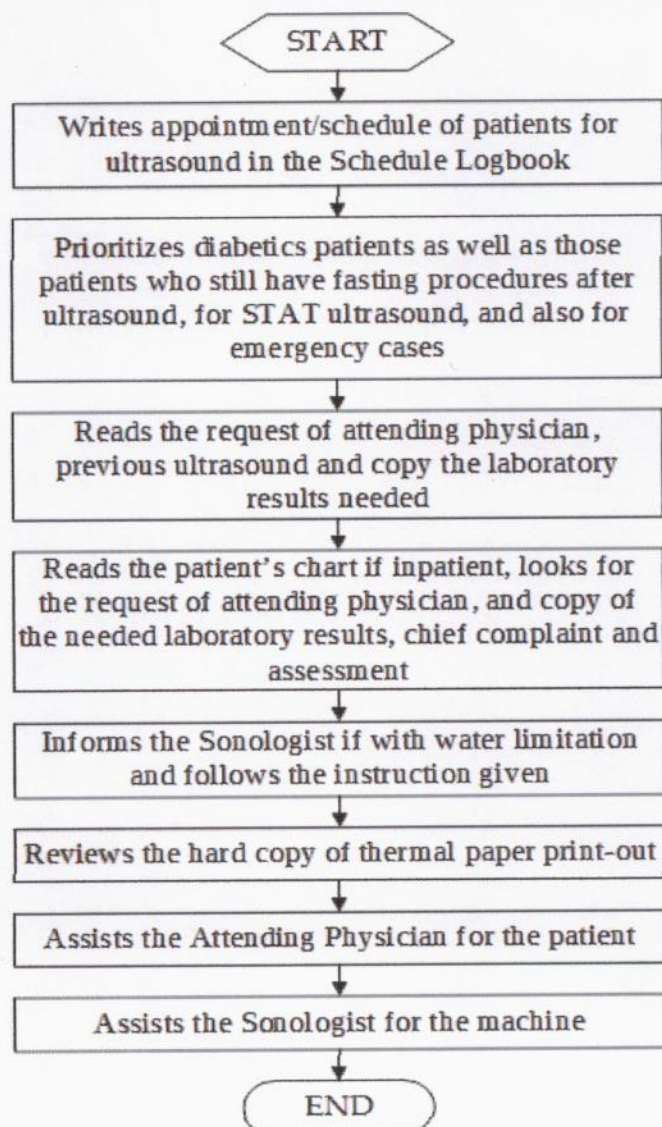 START
Writes appointment/schedule of patients for
ultrasound in the Schedule Logbook
Prioritizes diabetics patients as well as those
patients who still have fasting procedures after
ultrasound, for STAT ultrasound, and also for
emergency cases
Reads the request of attending physician,
previous ultrasound and copy the laboratory
results needed
Reads the patient's chart if inpatient, looks for
the request of attending physician, and copy of
the needed laboratory results, chief complaint and
assessment
Informs the Sonologist if with water limitation
and follows the instruction given
Reviews the hard copy of thermal paper print-out
Assists the Attending Physician for the patient
Assists the Sonologist for the machine
END